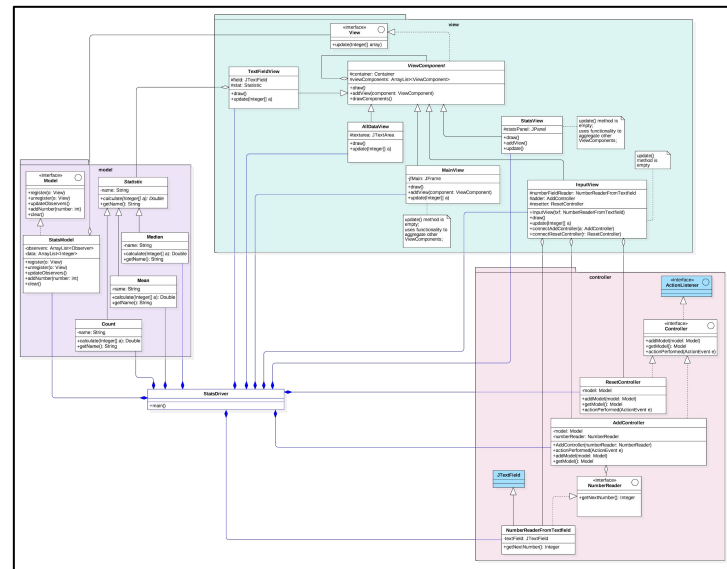 view
«interface»
View
+update(Integer[] array)
TextFieldView
#field: JTextField
#stat: Statistic
+draw()
+update(Integer[] a)
ViewComponent
#container: Container
#viewComponents: ArrayList<ViewComponent>
+draw()
+addView(component: ViewComponent)
+drawComponents()
AllDataView
#textarea: JTextArea
+draw()
+update(Integer[] a)
StatsView
#statsPanel: JPanel
+draw()
+addView()
+update()
update() method is
empty;
uses functionality to
aggregate other
ViewComponents;
MainView
-jfMain: JFrame
+draw()
+addView(component: ViewComponent)
+update(Integer[] a)
update() method is
empty;
uses functionality to
aggregate other
ViewComponents;
update()
method is
empty
InputView
#numberFieldReader: NumberReaderFromTextField
#adder: AddController
#resetter: ResetController
+draw()
+update(Integer[] a)
+connectAddController(a: AddController)
+connectResetController(r: ResetController)
model
«interface»
Model
+register(o: View)
+unregister(o: View)
+updateObservers()
+addNumber(number: int)
+clear()
Statistic
-name: String
+calculate(Integer[] a): Double
+getName(): String
StatsModel
-observers: ArrayList<Observer>
-data: ArrayList<Integer>
+register(o: View)
+unregister(o: View)
+updateObservers()
+addNumber(number: int)
+clear()
Median
-name: String
+calculate(Integer[] a): Double
+getName(): String
Mean
-name: String
+calculate(Integer[] a): Double
+getName(): String
Count
-name: String
+calculate(Integer[] a): Double
+getName(): String
StatsDriver
+main()
controller
«interface»
ActionListener
«interface»
Controller
+addModel(model: Model)
+getModel(): Model
+actionPerformed(ActionEvent e)
ResetController
-model: Model
+addModel(model: Model)
+getModel(): Model
+actionPerformed(ActionEvent e)
AddController
-model: Model
-numberReader: NumberReader
+AddController(numberReader: NumberReader)
+actionPerformed(ActionEvent e)
+addModel(model: Model)
+getModel(): Model
JTextField
«interface»
NumberReader
+getNextNumber(): Integer
NumberReaderFromTextfield
-textField: JTextField
+getNextNumber(): Integer